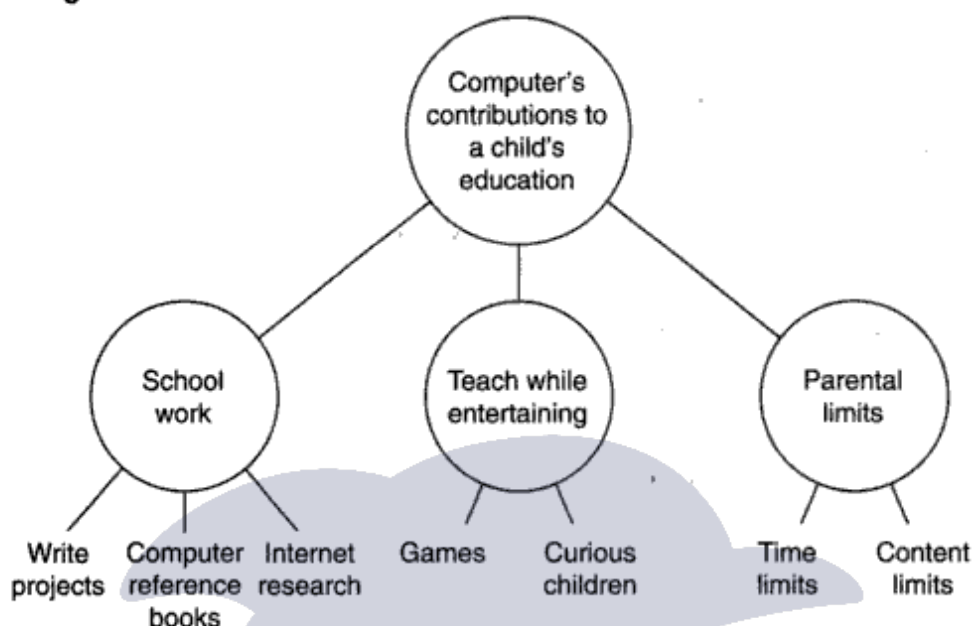 Computer's
contributions to
a child's
education
School
work
Teach while
entertaining
Parental
limits
Write
projects
Computer
reference
books
Internet
research
Games
Curious
children
Time
limits
Content
limits